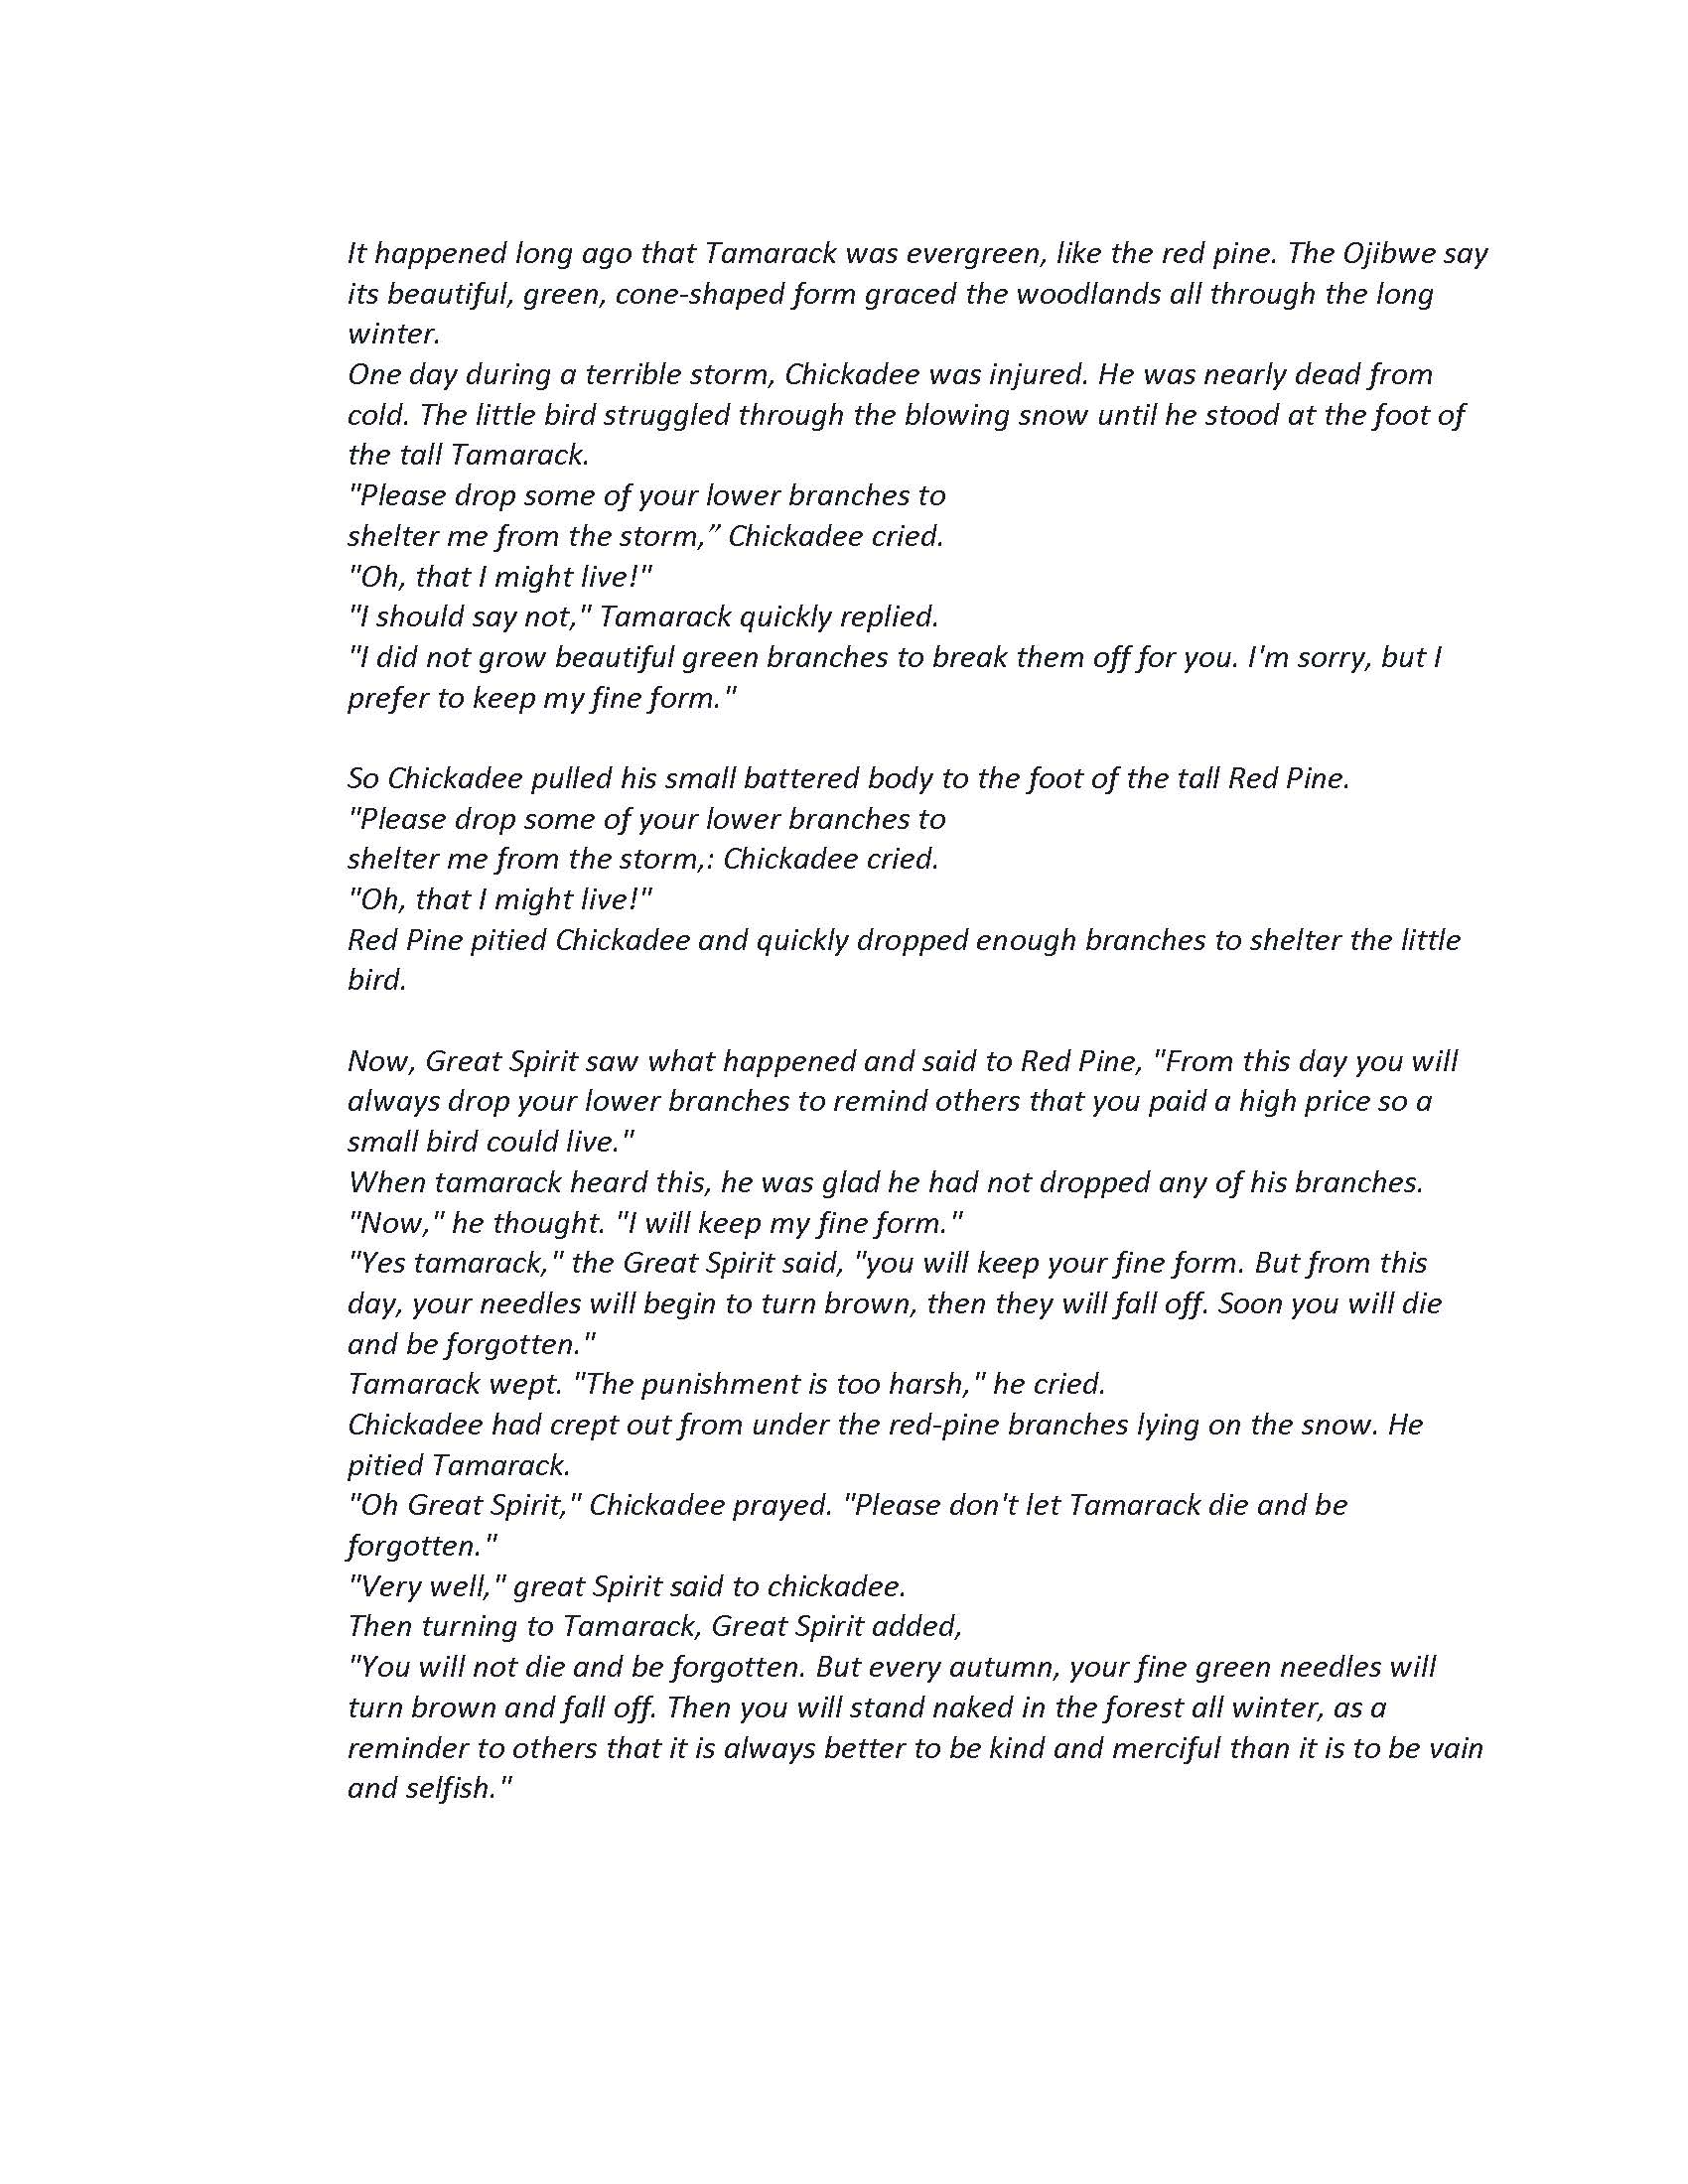 It happened long ago that Tamarack was evergreen, like the red pine. The Ojibwe say
its beautiful, green, cone-shaped form graced the woodlands all through the long
winter.
One day during a terrible storm, Chickadee was injured. He was nearly dead from
cold. The little bird struggled through the blowing snow until he stood at the foot of
the tall Tamarack.
"Please drop some of your lower branches to
shelter me from the storm,” Chickadee cried.
"Oh, that I might live!"
"I should say not," Tamarack quickly replied.
"I did not grow beautiful green branches to break them off for you. I'm sorry, but I
prefer to keep my fine form."
So Chickadee pulled his small battered body to the foot of the tall Red Pine.
"Please drop some of your lower branches to
shelter me from the storm,: Chickadee cried.
"Oh, that I might live!"
Red Pine pitied Chickadee and quickly dropped enough branches to shelter the little
bird.
Now, Great Spirit saw what happened and said to Red Pine, "From this day you will
always drop your lower branches to remind others that you paid a high price so a
small bird could live."
When tamarack heard this, he was glad he had not dropped any of his branches.
"Now," he thought. "I will keep my fine form."
"Yes tamarack," the Great Spirit said, "you will keep your fine form. But from this
day, your needles will begin to turn brown, then they will fall off. Soon you will die
and be forgotten."
Tamarack wept. "The punishment is too harsh," he cried.
Chickadee had crept out from under the red-pine branches lying on the snow. He
pitied Tamarack.
"Oh Great Spirit," Chickadee prayed. "Please don't let Tamarack die and be
forgotten."
"Very well," great Spirit said to chickadee.
Then turning to Tamarack, Great Spirit added,
"You will not die and be forgotten. But every autumn, your fine green needles will
turn brown and fall off. Then you will stand naked in the forest all winter, as a
reminder to others that it is always better to be kind and merciful than it is to be vain
and selfish."